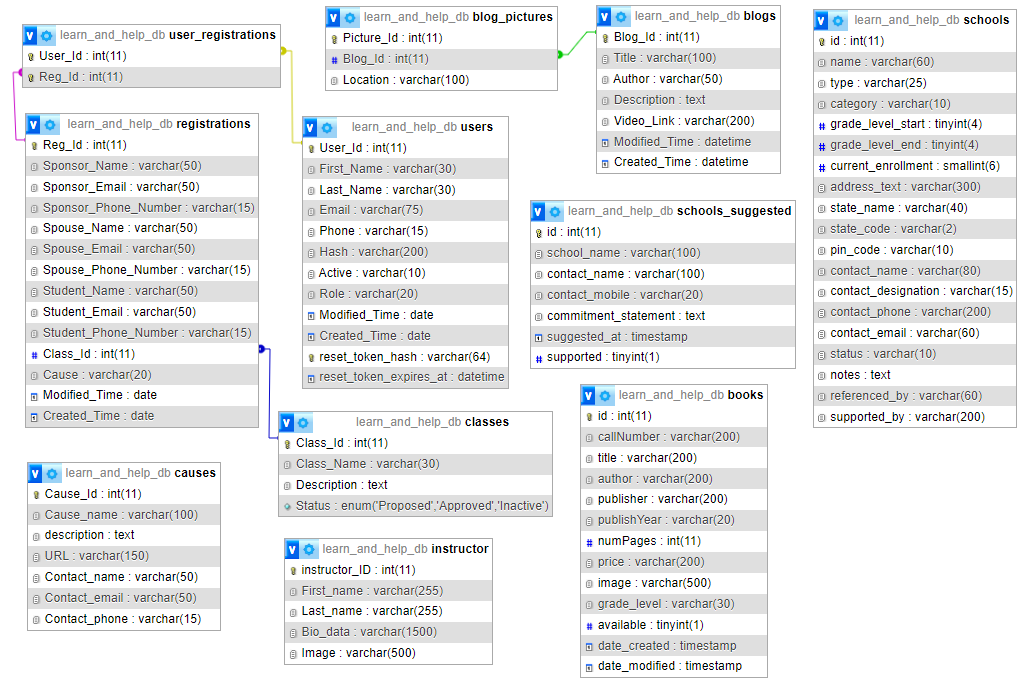 learn_and_help_db user_registrations
User_Id : int(11)
Reg_Id : int(11)
learn_and_help_db blog_pictures
Picture_Id : int(11)
Blog_Id : int(11)
Location : varchar(100)
learn_and_help_db blogs
Blog_Id : int(11)
Title : varchar(100)
Author : varchar(50)
Description : text
Video_Link : varchar(200)
Modified_Time : datetime
Created_Time : datetime
learn_and_help_db schools
id : int(11)
name : varchar(60)
type : varchar(25)
category : varchar(10)
grade_level_start : tinyint(4)
grade_level_end : tinyint(4)
current_enrollment : smallint(6)
address_text : varchar(300)
state_name : varchar(40)
state_code : varchar(2)
pin_code : varchar(10)
contact_name : varchar(80)
contact_designation : varchar(15)
contact_phone : varchar(200)
contact_email : varchar(60)
status : varchar(10)
notes : text
referenced_by : varchar(60)
supported_by : varchar(200)
learn_and_help_db registrations
Reg_Id : int(11)
Sponsor_Name : varchar(50)
Sponsor_Email : varchar(50)
Sponsor_Phone_Number : varchar(15)
Spouse_Name : varchar(50)
Spouse_Email : varchar(50)
Spouse_Phone_Number : varchar(15)
Student_Name : varchar(50)
Student_Email : varchar(50)
Student_Phone_Number : varchar(15)
Class_Id : int(11)
Cause : varchar(20)
Modified_Time : date
Created_Time : date
learn_and_help_db users
User_Id : int(11)
First_Name : varchar(30)
Last_Name : varchar(30)
Email : varchar(75)
Phone : varchar(15)
Hash : varchar(200)
Active : varchar(10)
Role : varchar(20)
Modified_Time : date
Created_Time : date
reset_token_hash : varchar(64)
reset_token_expires_at : datetime
learn_and_help_db schools_suggested
id : int(11)
school_name : varchar(100)
contact_name : varchar(100)
contact_mobile : varchar(20)
commitment_statement : text
suggested_at : timestamp
supported : tinyint(1)
learn_and_help_db classes
Class_Id : int(11)
Class_Name : varchar(30)
Description : text
Status : enum('Proposed','Approved','Inactive')
learn_and_help_db books
id : int(11)
callNumber : varchar(200)
title : varchar(200)
author : varchar(200)
publisher : varchar(200)
publishYear : varchar(20)
numPages : int(11)
price : varchar(200)
image : varchar(500)
grade_level : varchar(30)
available : tinyint(1)
date_created : timestamp
date_modified : timestamp
learn_and_help_db causes
Cause_Id : int(11)
Cause_name : varchar(100)
description : text
URL : varchar(150)
Contact_name : varchar(50)
Contact_email : varchar(50)
Contact_phone : varchar(15)
learn_and_help_db instructor
instructor_ID : int(11)
First_name : varchar(255)
Last_name : varchar(255)
Bio_data : varchar(1500)
Image : varchar(500)